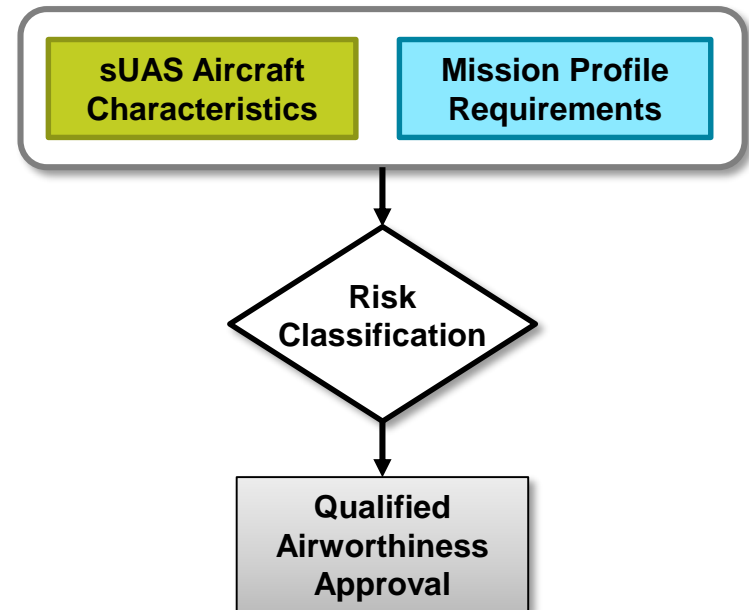 sUAS Aircraft
Characteristics
Mission Profile
Requirements
Risk
Classification
Qualified
Airworthiness
Approval